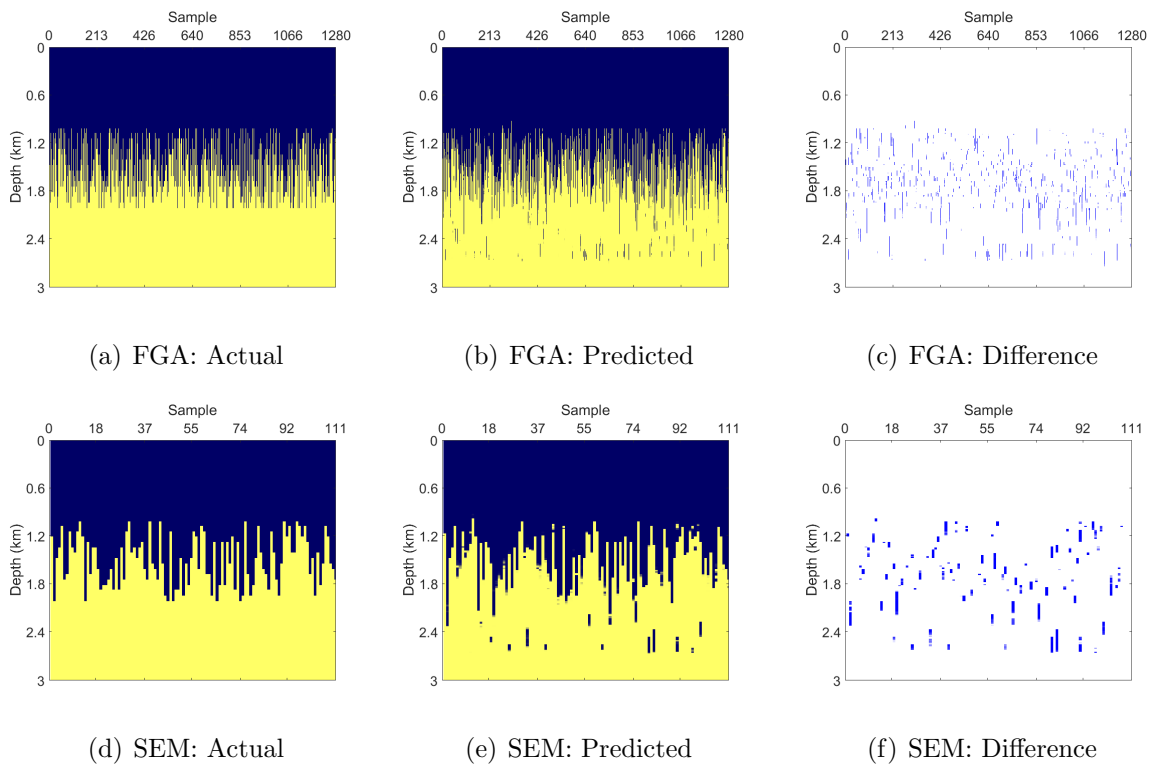 Sample
0 213 426 640 853 1066 1280
0
0.6
1.2
1.8
2.4
3
Depth (km)
(a) FGA: Actual
Sample
0 213 426 640 853 1066 1280
0
0.6
1.2
1.8
2.4
3
Depth (km)
(b) FGA: Predicted
Sample
0 213 426 640 853 1066 1280
0
0.6
1.2
1.8
2.4
3
Depth (km)
(c) FGA: Difference
Sample
0 18 37 55 74 92 111
0
0.6
1.2
1.8
2.4
3
Depth (km)
(d) SEM: Actual
Sample
0 18 37 55 74 92 111
0
0.6
1.2
1.8
2.4
3
Depth (km)
(e) SEM: Predicted
Sample
0 18 37 55 74 92 111
0
0.6
1.2
1.8
2.4
3
Depth (km)
(f) SEM: Difference